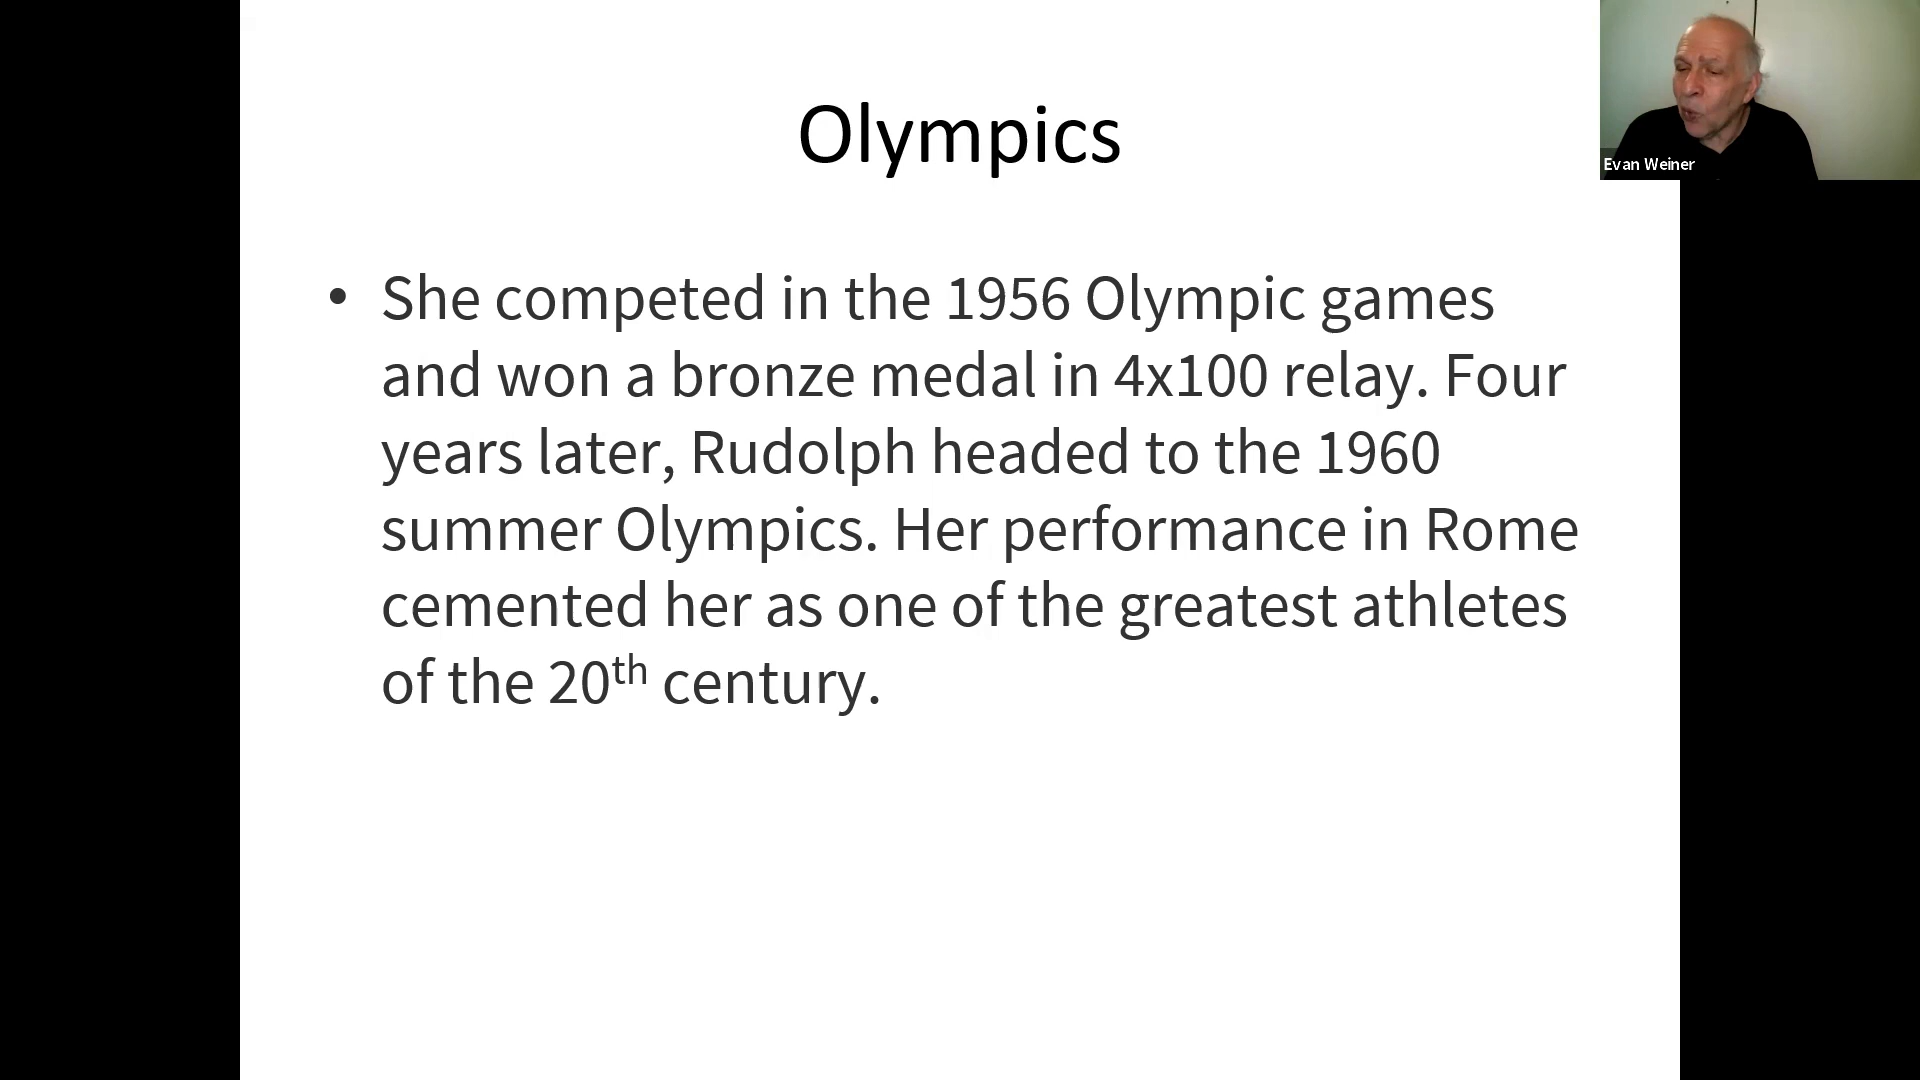 Olympics
Evan Weiner
• She competed in the 1956 Olympic games
and won a bronze medal in 4x100 relay. Four
years later, Rudolph headed to the 1960
summer Olympics. Her performance in Rome
cemented her as one of the greatest athletes
of the 20th century.